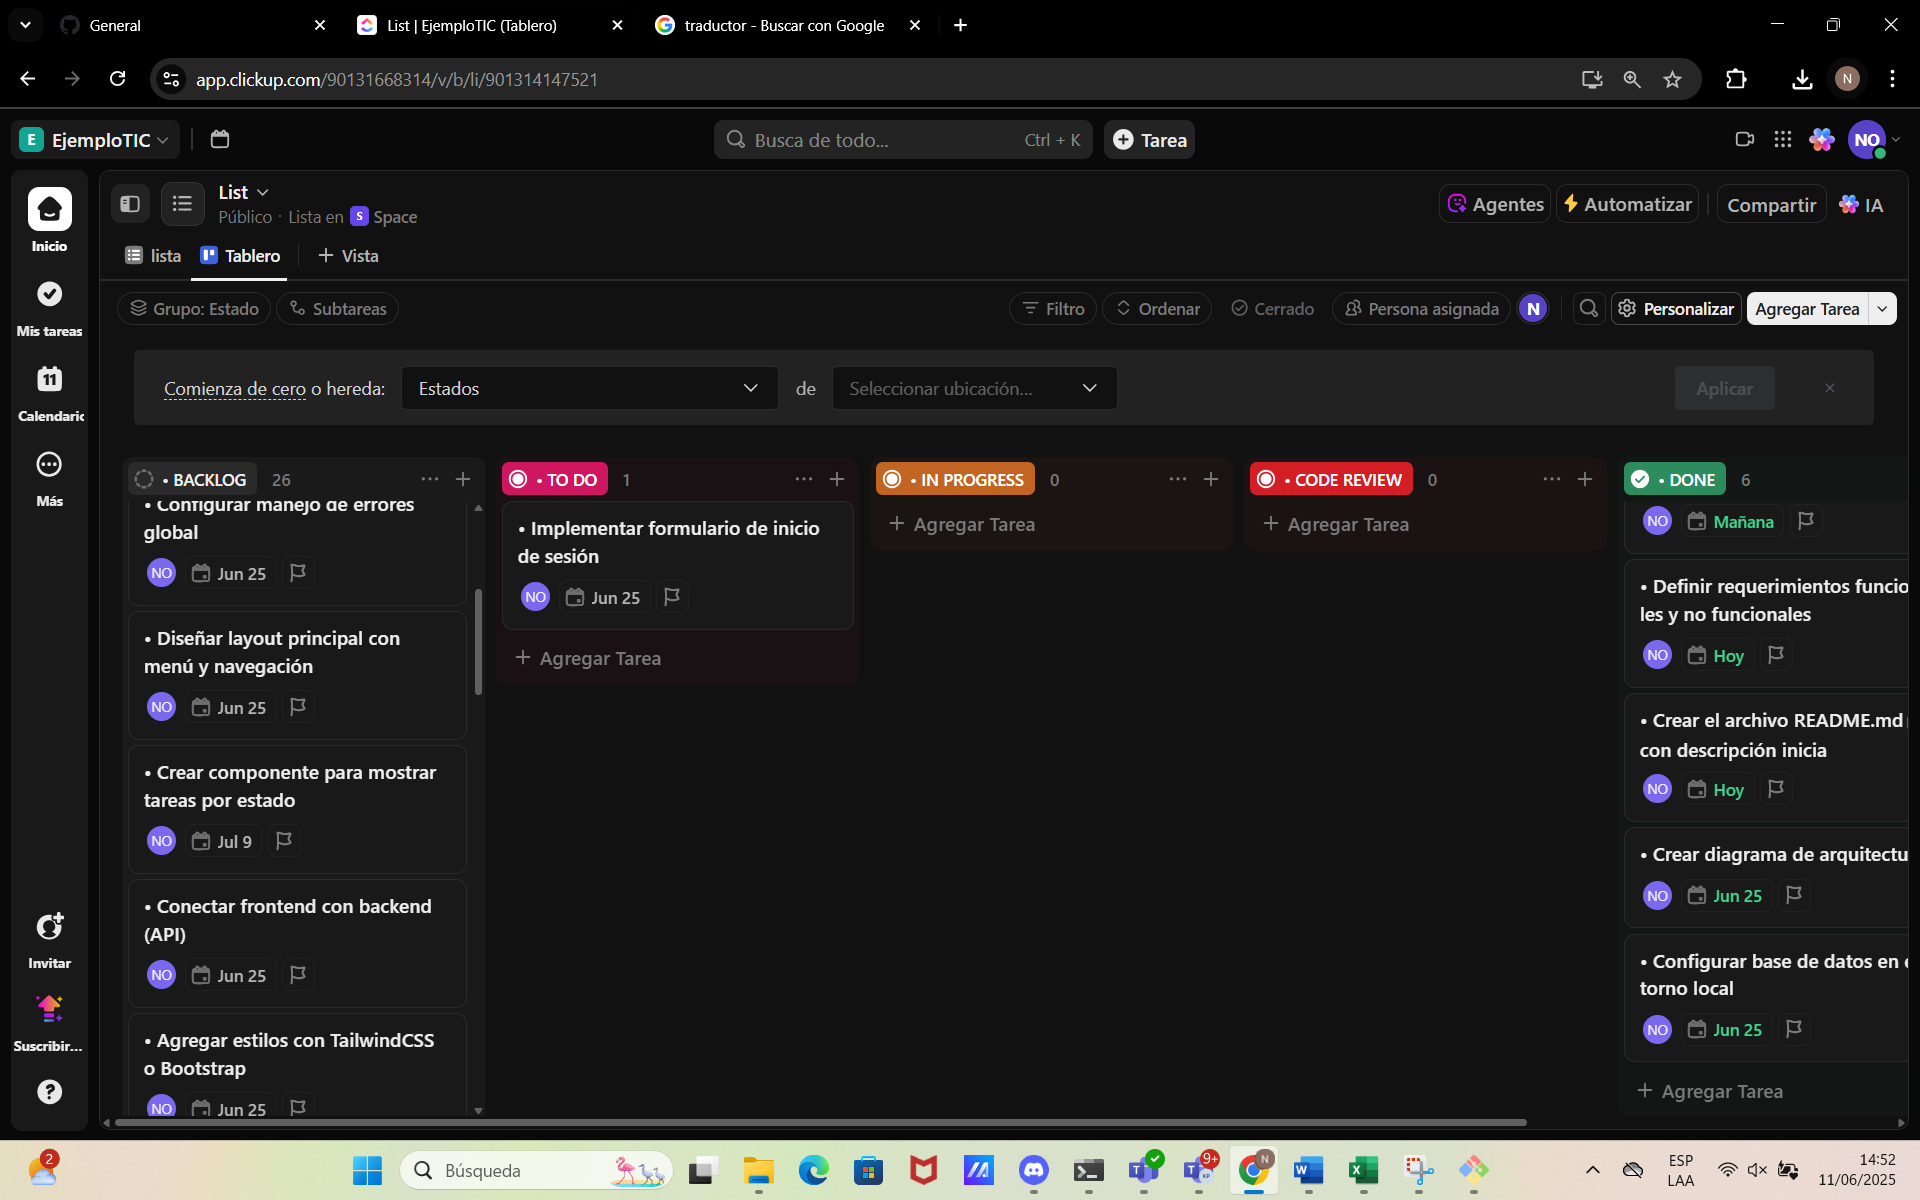 General
List | EjemploTIC (Tablero)
traductor - Buscar con Google
app.clickup.com/90131668314/v/b/li/901314147521
N
E EjemploTIC
Busca de todo... Ctrl + K
Tarea
NO
List
Público · Lista en S Space
Agentes
Automatizar
Compartir
IA
lista
Tablero
Vista
Grupo: Estado
Subtareas
Filtro
Ordenar
Cerrado
Persona asignada
N
Personalizar
Agregar Tarea
Comienza de cero o hereda:
Estados
de
Seleccionar ubicación...
Aplicar
Inicio
Mis tareas
11
Calendaric
Más
Invitar
Suscribir...
?
• BACKLOG 26
• Configurar manejo de errores
global
NO Jun 25
• Diseñar layout principal con
menú y navegación
NO Jun 25
• Crear componente para mostrar
tareas por estado
NO Jul 9
• Conectar frontend con backend
(API)
NO Jun 25
• Agregar estilos con TailwindCSS
o Bootstrap
NO Jun 25
• TO DO 1
• Implementar formulario de inicio
de sesión
NO Jun 25
+ Agregar Tarea
• IN PROGRESS 0
+ Agregar Tarea
• CODE REVIEW 0
+ Agregar Tarea
• DONE 6
NO Mañana
• Definir requerimientos funcio
les y no funcionales
NO Hoy
• Crear el archivo README.md
con descripción inicia
NO Hoy
• Crear diagrama de arquitectu
NO Jun 25
• Configurar base de datos en e
torno local
NO Jun 25
+ Agregar Tarea
2
Búsqueda
9+
N
ESP
LAA
14:52
11/06/2025